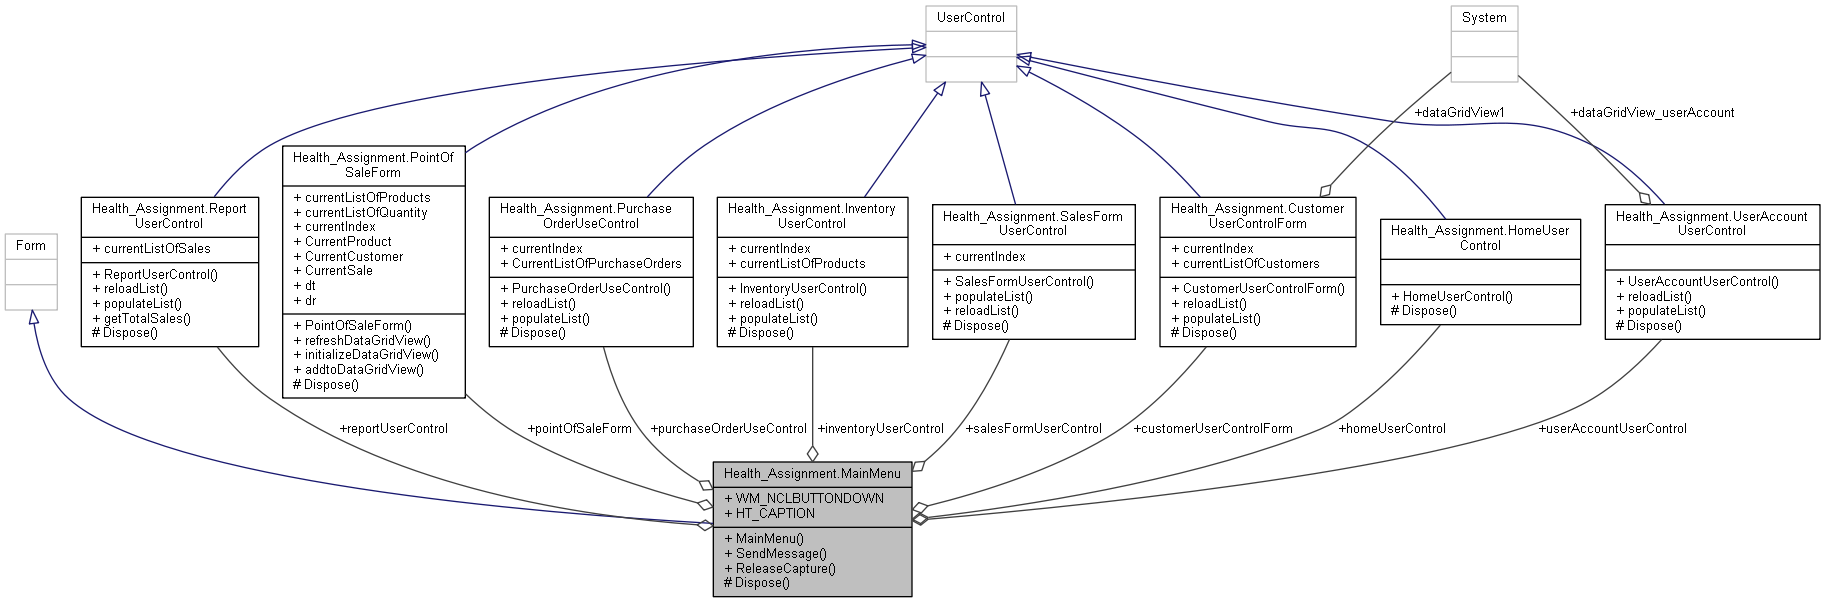 UserControl
System
+dataGridView1
+dataGridView_userAccount
Form
Health_Assignment.Report
UserControl
+ currentListOfSales
+ ReportUserControl()
+ reloadList()
+ populateList()
+ getTotalSales()
# Dispose()
Health_Assignment.PointOf
SaleForm
+ currentListOfProducts
+ currentListOfQuantity
+ currentIndex
+ CurrentProduct
+ CurrentCustomer
+ CurrentSale
+ dt
+ dr
+ PointOfSaleForm()
+ refreshDataGridView()
+ initializeDataGridView()
+ addtoDataGridView()
# Dispose()
Health_Assignment.Purchase
OrderUseControl
+ currentIndex
+ CurrentListOfPurchaseOrders
+ PurchaseOrderUseControl()
+ reloadList()
+ populateList()
# Dispose()
Health_Assignment.Inventory
UserControl
+ currentIndex
+ currentListOfProducts
+ InventoryUserControl()
+ reloadList()
+ populateList()
# Dispose()
Health_Assignment.SalesForm
UserControl
+ currentIndex
+ SalesFormUserControl()
+ populateList()
+ reloadList()
# Dispose()
Health_Assignment.Customer
UserControlForm
+ currentIndex
+ currentListOfCustomers
+ CustomerUserControlForm()
+ reloadList()
+ populateList()
# Dispose()
Health_Assignment.HomeUser
Control
+ HomeUserControl()
# Dispose()
Health_Assignment.UserAccount
UserControl
+ UserAccountUserControl()
+ reloadList()
+ populateList()
# Dispose()
+reportUserControl
+pointOfSaleForm
+purchaseOrderUseControl
+inventoryUserControl
+salesFormUserControl
+customerUserControlForm
+homeUserControl
+userAccountUserControl
Health_Assignment.MainMenu
+ WM_NCLBUTTONDOWN
+ HT_CAPTION
+ MainMenu()
+ SendMessage()
+ ReleaseCapture()
# Dispose()